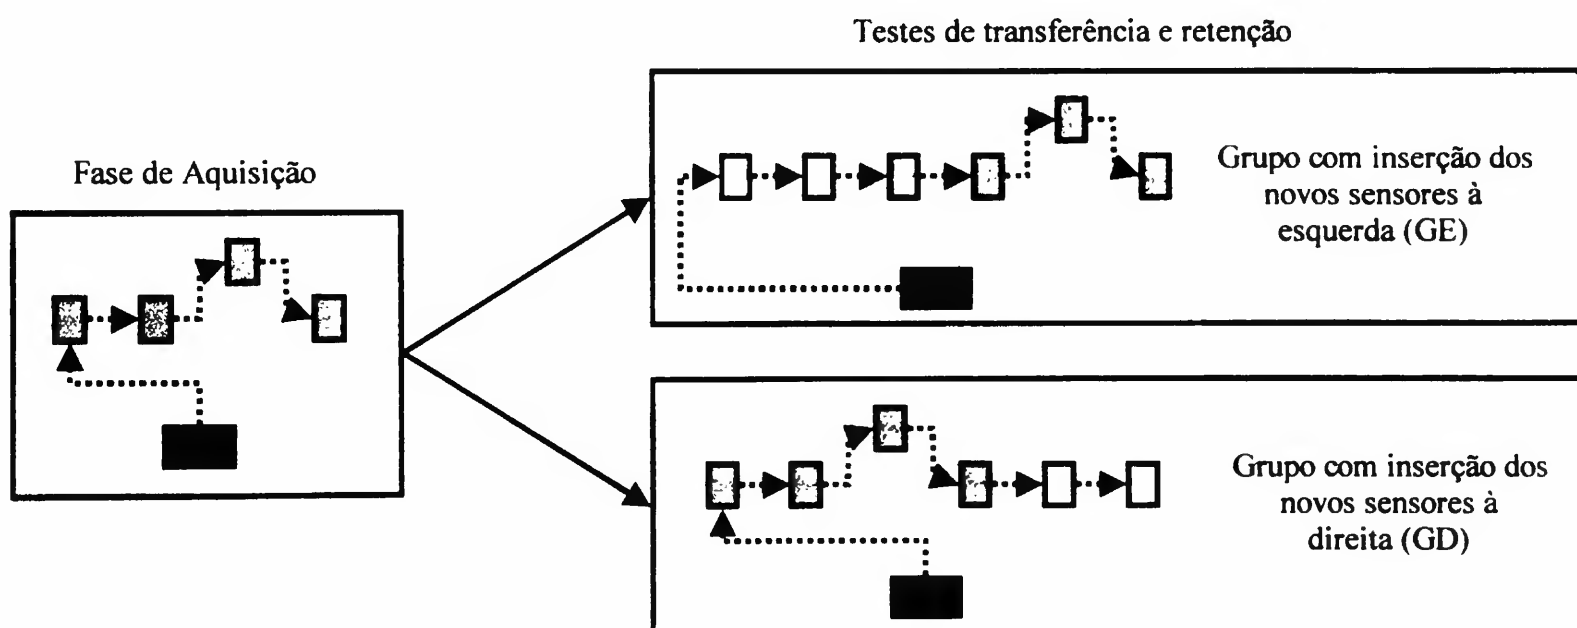 Testes de transferência e retenção
Fase de Aquisição
Grupo com inserção dos
novos sensores à
esquerda (GE)
Grupo com inserção dos
novos sensores à
direita (GD)